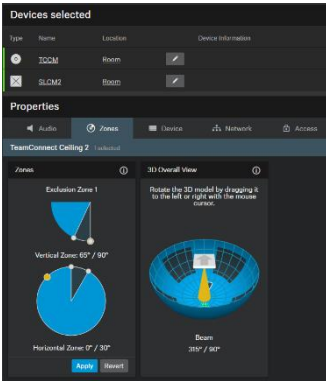 Devices selected
Type Name Location Device Information
TCCM Room
SLCM2 Room
Properties
Audio Zones Device Network Access
TeamConnect Ceiling 2 1 selected
Zones
Exclusion Zone 1
Vertical Zone: 65° / 90°
Horizontal Zone: 0° / 30°
Apply Revert
3D Overall View
Rotate the 3D model by dragging it
to the left or right with the mouse
cursor.
Beam
315° / 90°